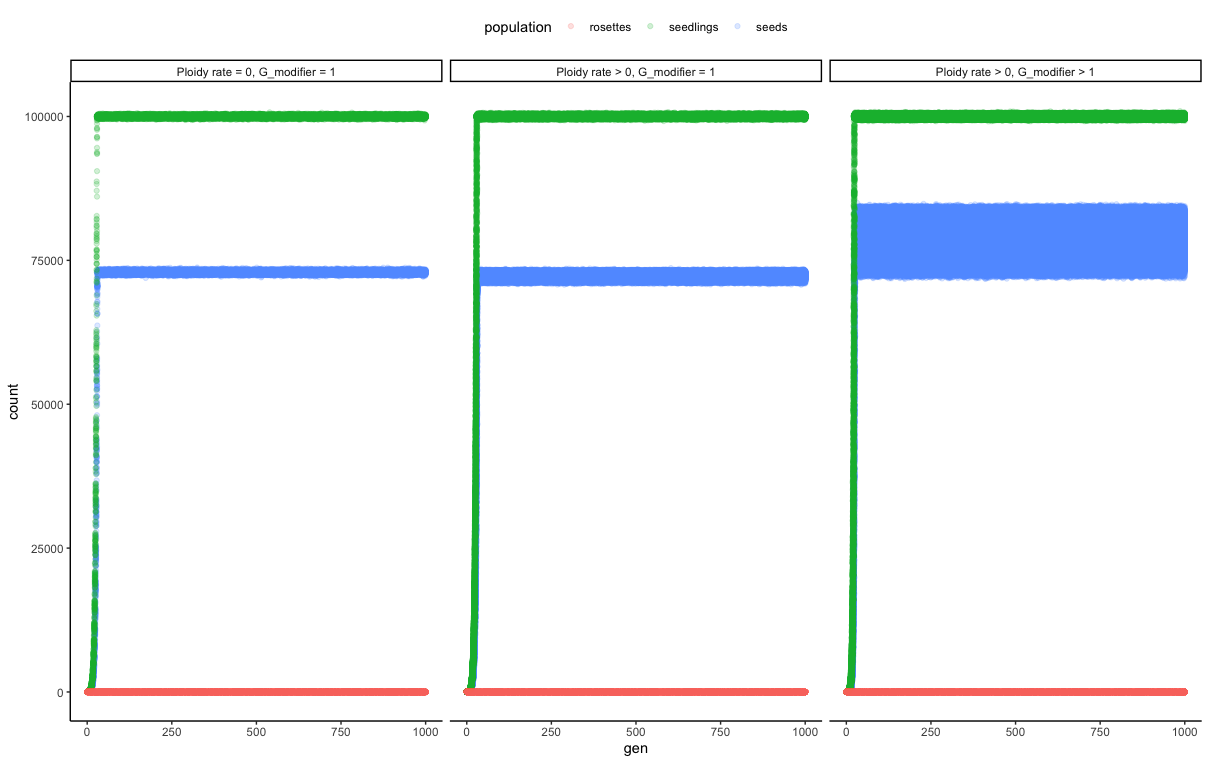 population rosettes seedlings seeds
Ploidy rate = 0, G_modifier = 1
Ploidy rate > 0, G_modifier = 1
Ploidy rate > 0, G_modifier > 1
100000
75000
50000
25000
0
count
0 250 500 750 1000
0 250 500 750 1000
0 250 500 750 1000
gen